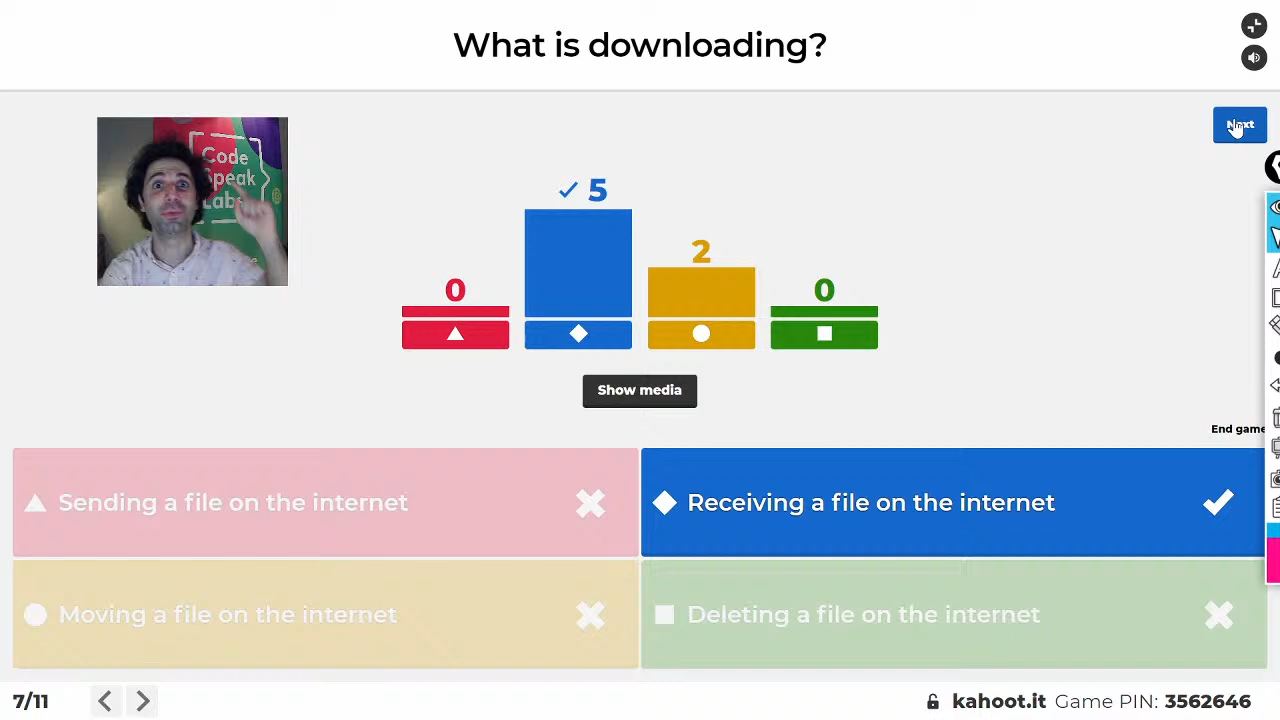 What is downloading?
Next
Code
Speak
Labs
5
2
0
0
Show media
End game
Sending a file on the internet
Receiving a file on the internet
Moving a file on the internet
Deleting a file on the internet
7/11
kahoot.it Game PIN: 3562646